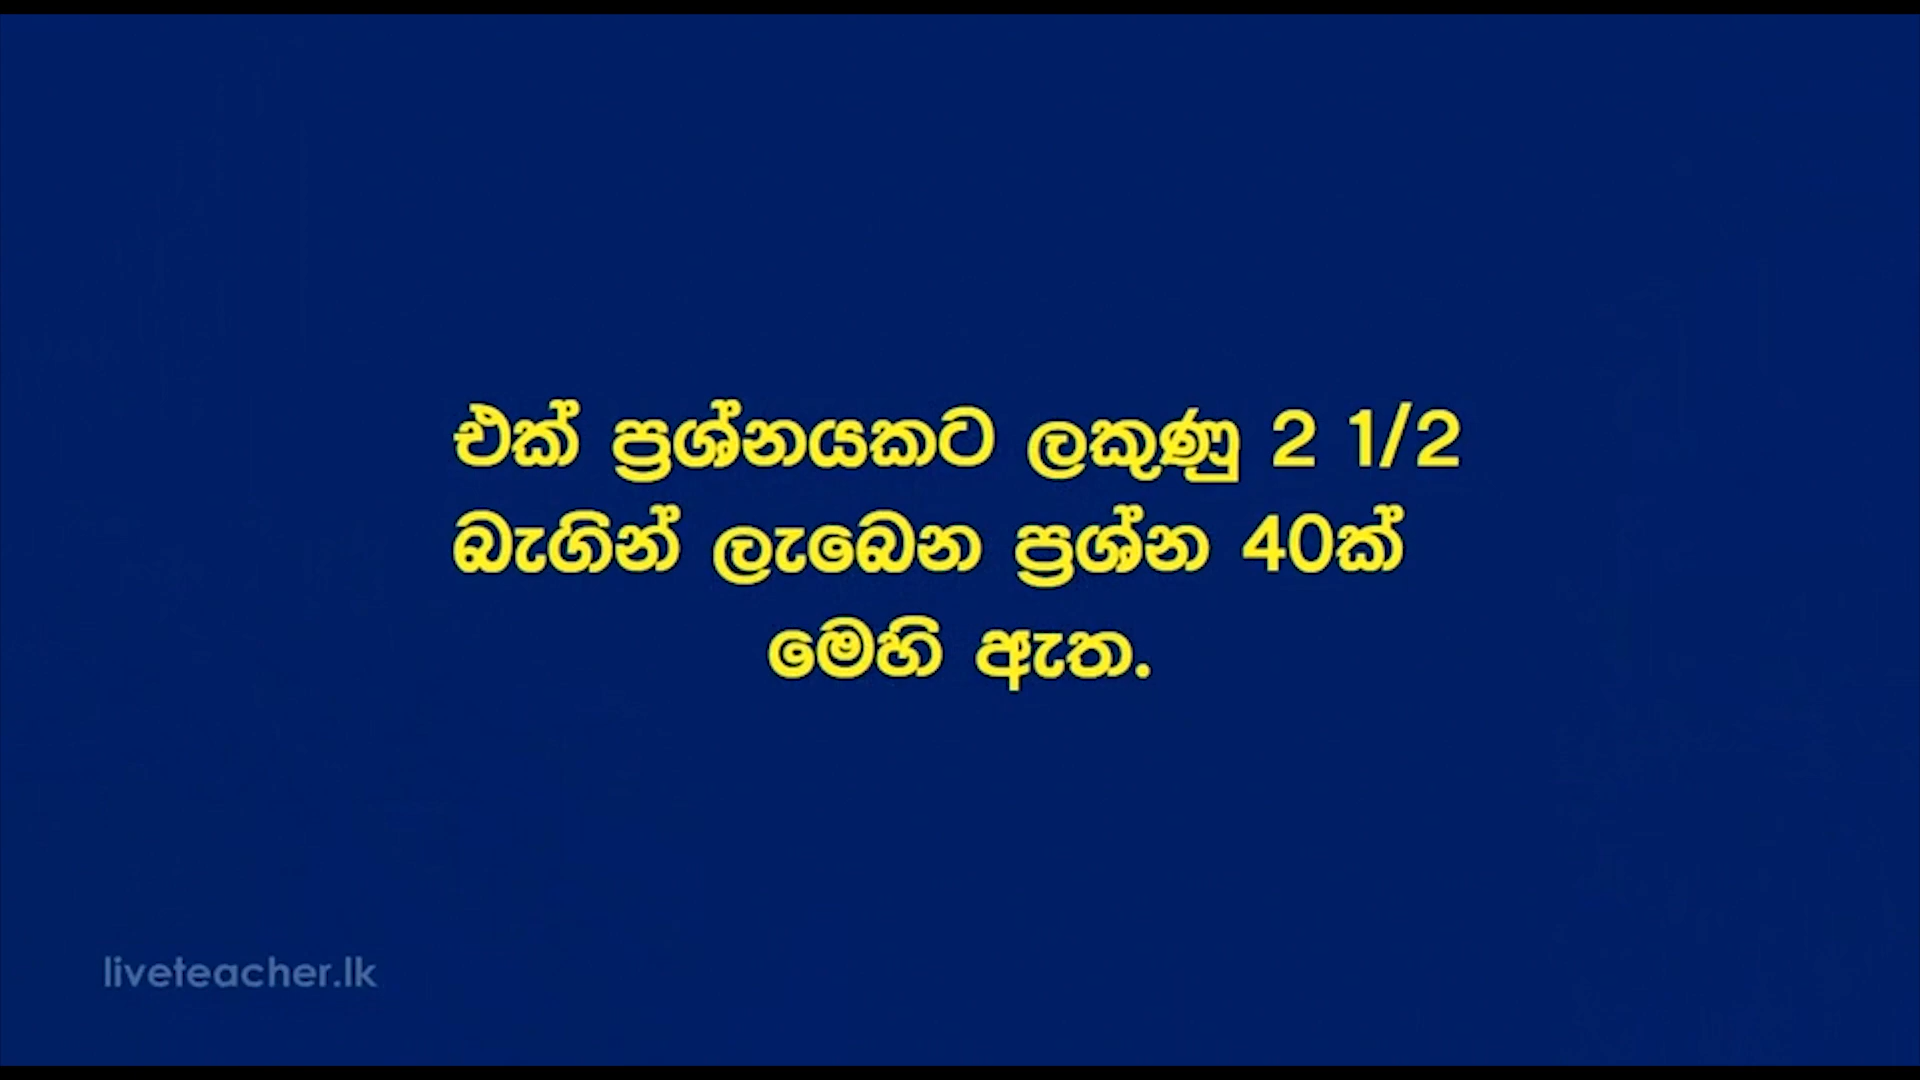 එක් ප්‍රශ්නයකට ලකුණු 2 1/2
බැගින් ලැබෙන ප්‍රශ්න 40ක්
මෙහි ඇත.
liveteacher.lk